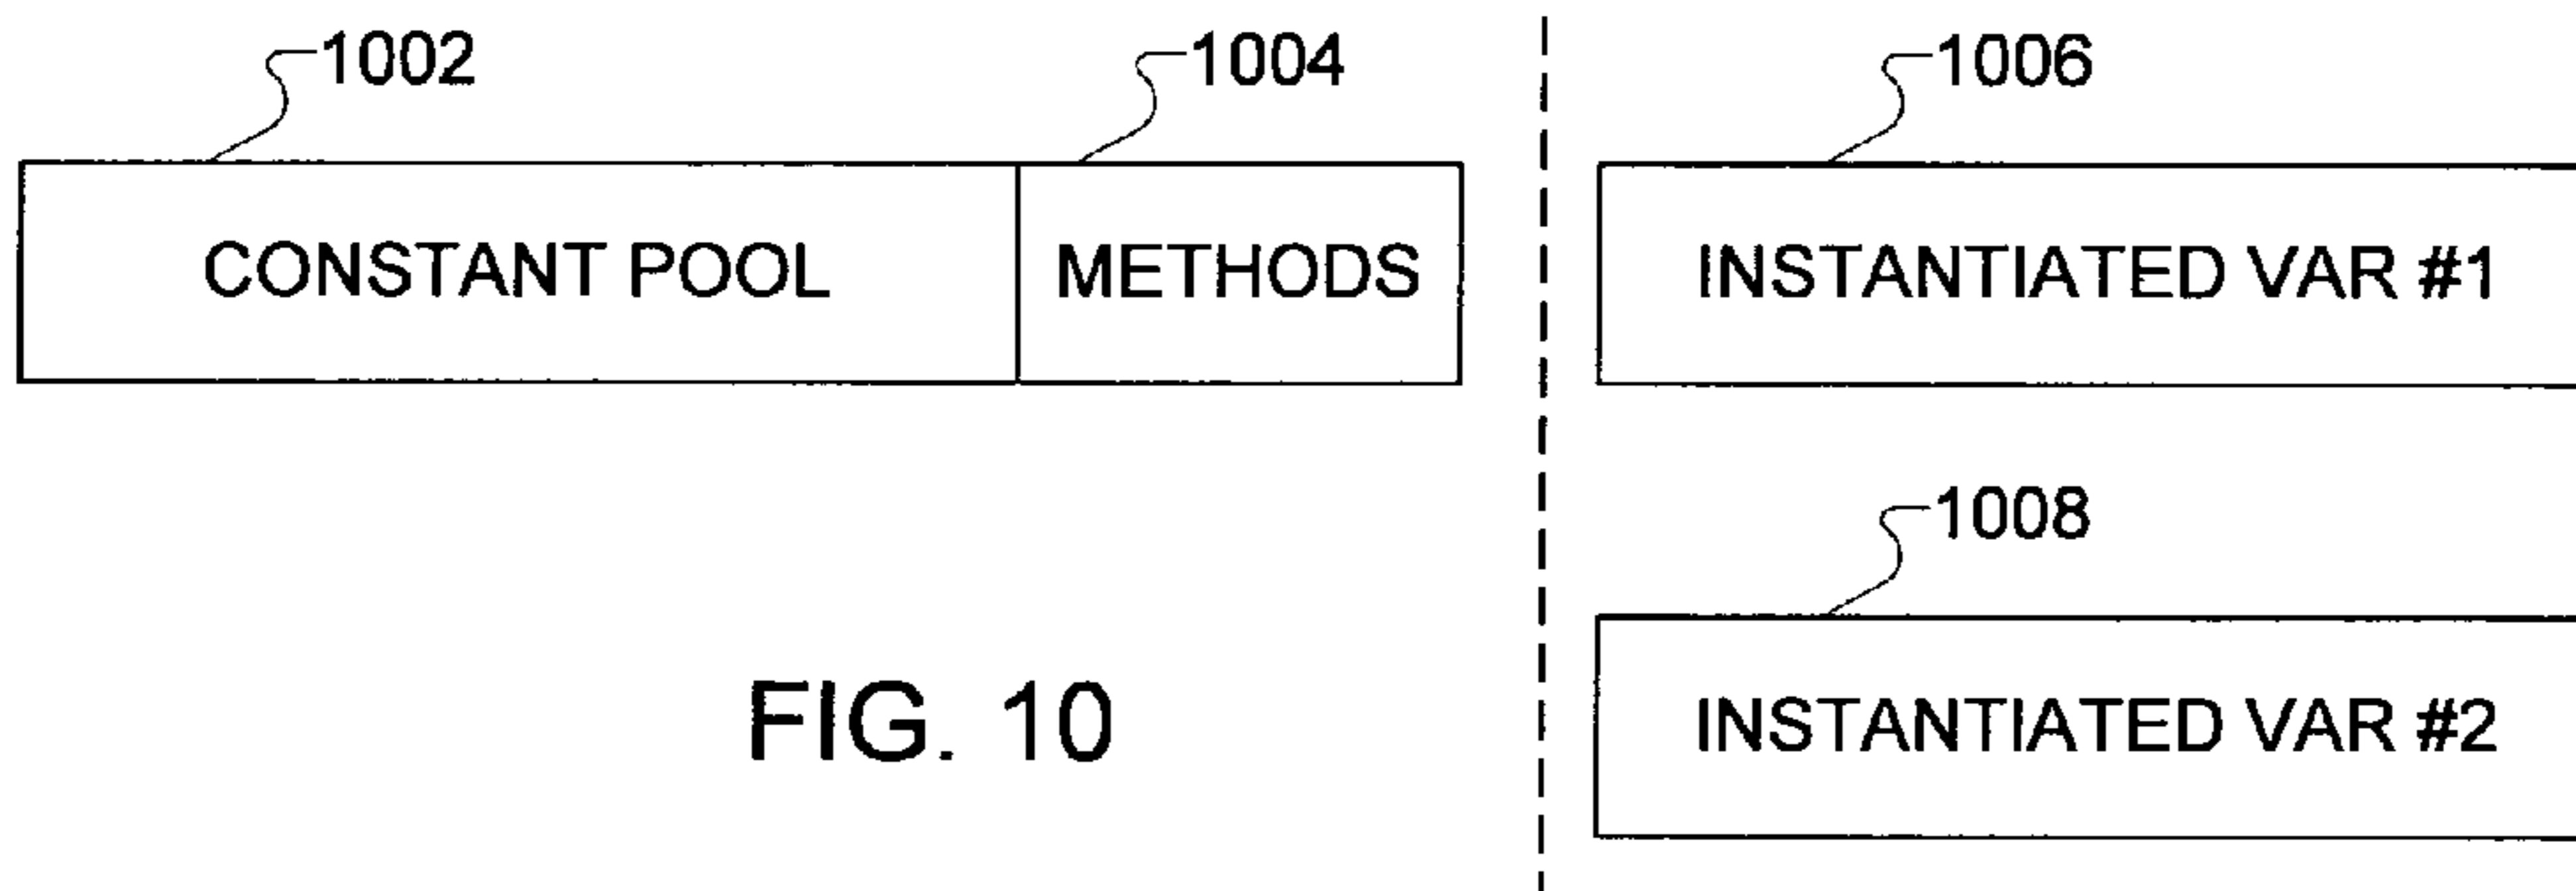 1002 1004 1006
CONSTANT POOL METHODS INSTANTIATED VAR #1
1008
INSTANTIATED VAR #2
FIG. 10